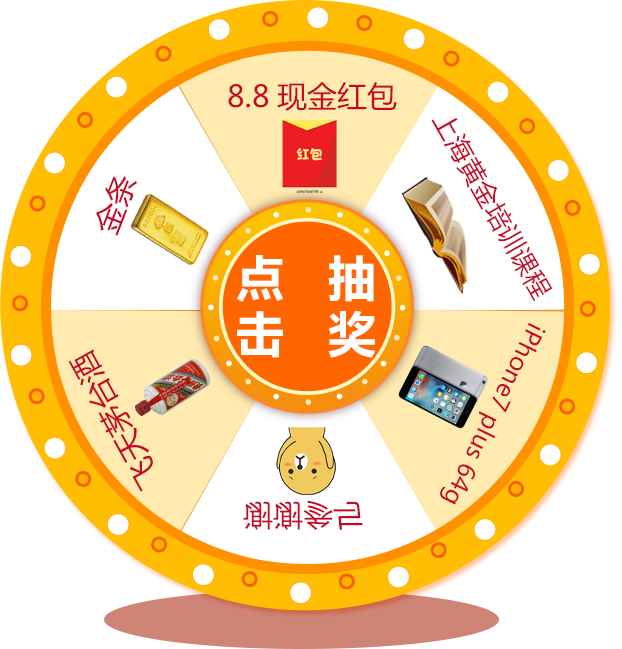 8.8 现金红包
红包
上海黄金培训课程
iPhone7 plus 64g
谢谢参与
飞天茅台酒
金条
点 抽
击 奖